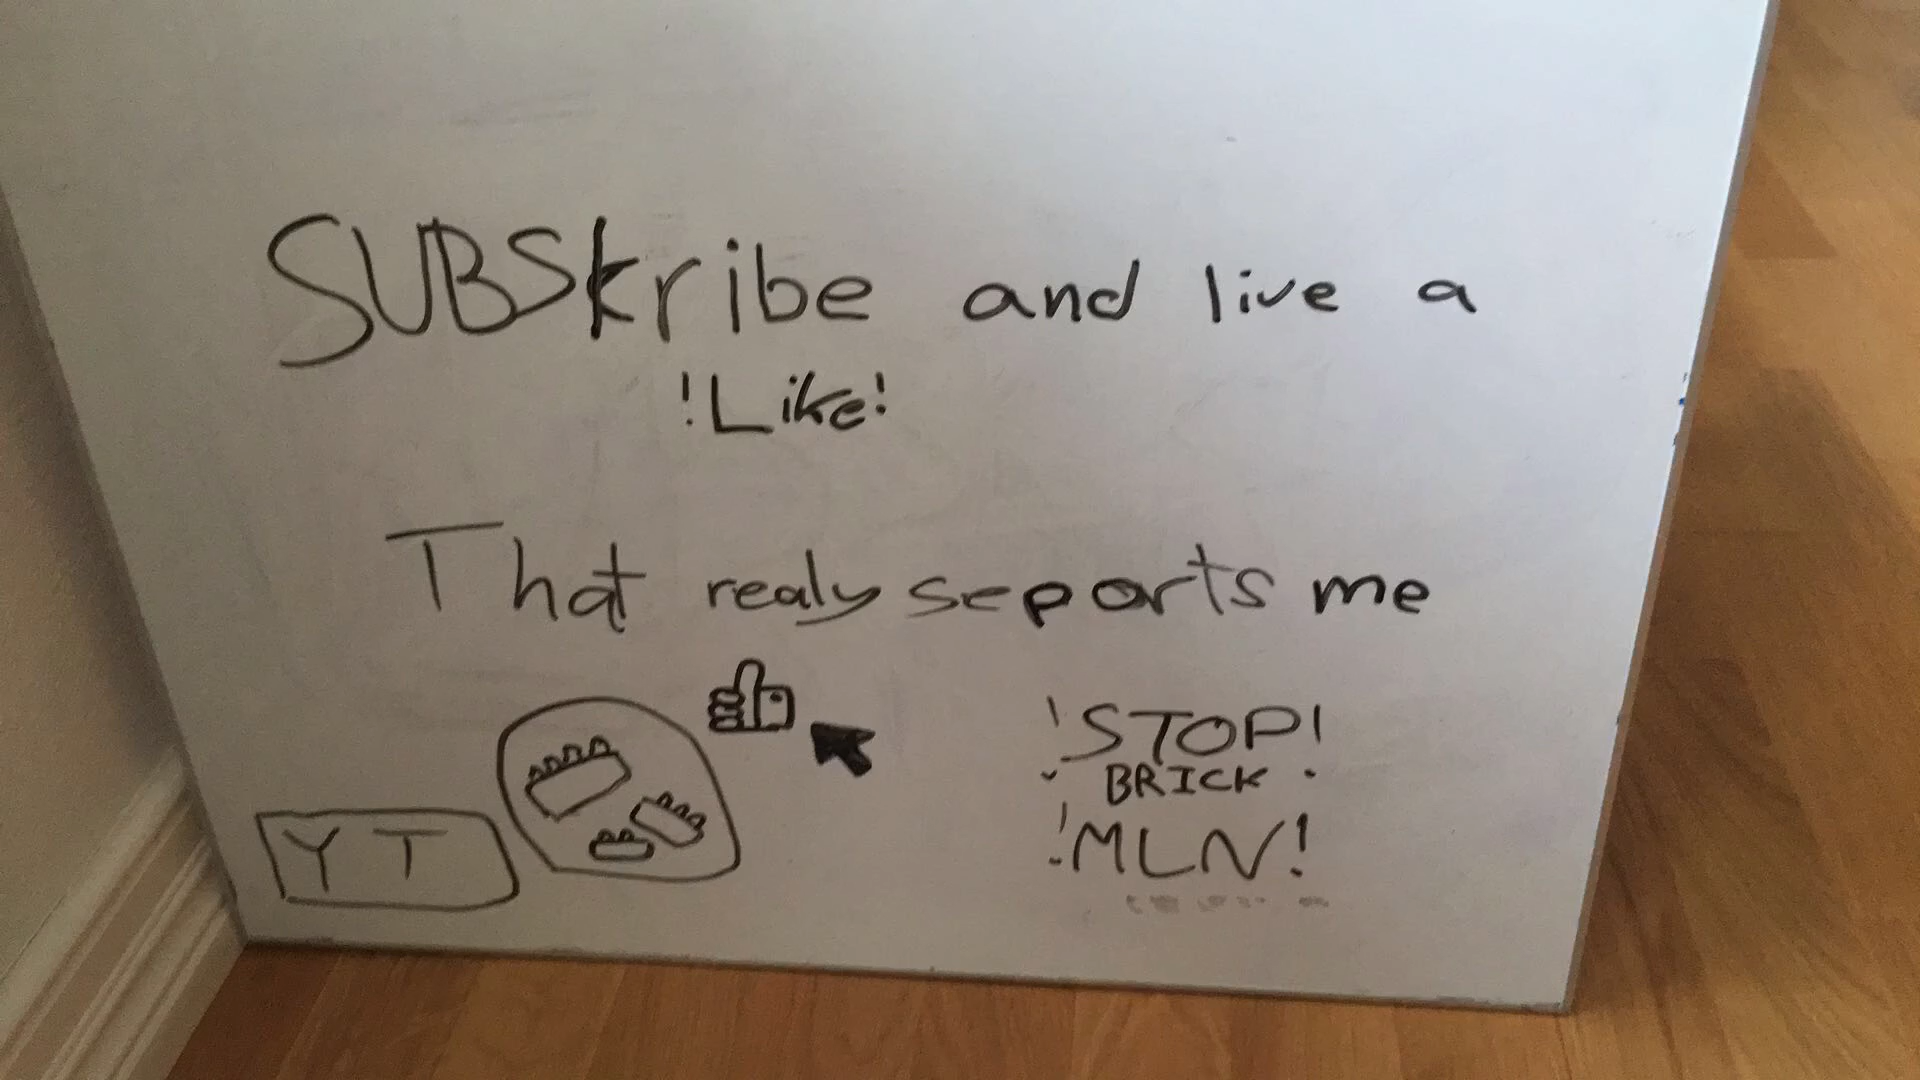 SUBSkribe and live a
!Like!
That realy seports me
!STOP!
BRICK
!MLN!
YT